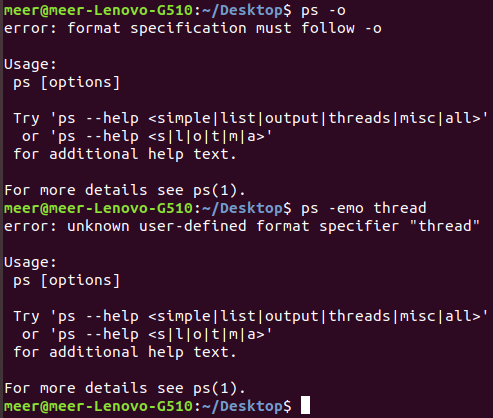 meer@meer-Lenovo-G510:~/Desktop$ ps -o
error: format specification must follow -o
Usage:
ps [options]
Try 'ps --help <simple|list|output|threads|misc|all>'
or 'ps --help <s|l|o|t|m|a>'
for additional help text.
For more details see ps(1).
meer@meer-Lenovo-G510:~/Desktop$ ps -emo thread
error: unknown user-defined format specifier "thread"
Usage:
ps [options]
Try 'ps --help <simple|list|output|threads|misc|all>'
or 'ps --help <s|l|o|t|m|a>'
for additional help text.
For more details see ps(1).
meer@meer-Lenovo-G510:~/Desktop$